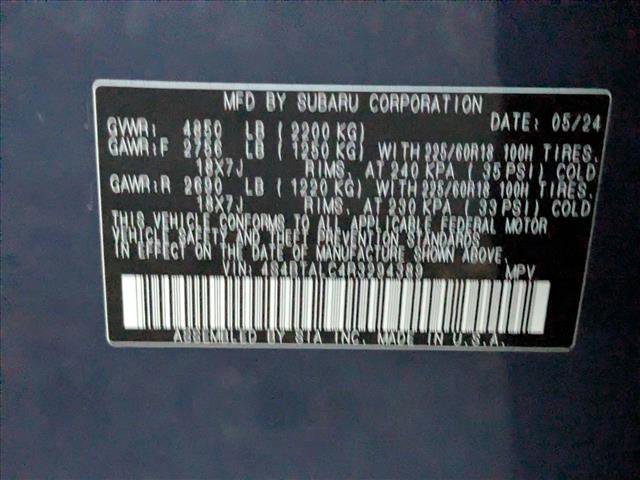 MFD BY SUBARU CORPORATION DATE: 05/24
GVWR: 4850 LB (2200 KG)
GAWR:F 2756 LB (1250 KG) WITH 225/60R18 100H TIRES,
18X7J RIMS, AT 240 KPA (35 PSI) COLD
GAWR:R 2690 LB (1220 KG) WITH 225/60R18 100H TIRES,
18X7J RIMS, AT 230 KPA (33 PSI) COLD
THIS VEHICLE CONFORMS TO ALL APPLICABLE FEDERAL MOTOR
VEHICLE SAFETY AND THEFT PREVENTION STANDARDS
IN EFFECT ON THE DATE OF MANUFACTURE SHOWN ABOVE.
VIN: MPV
ASSEMBLED BY SIA INC. MADE IN U.S.A.